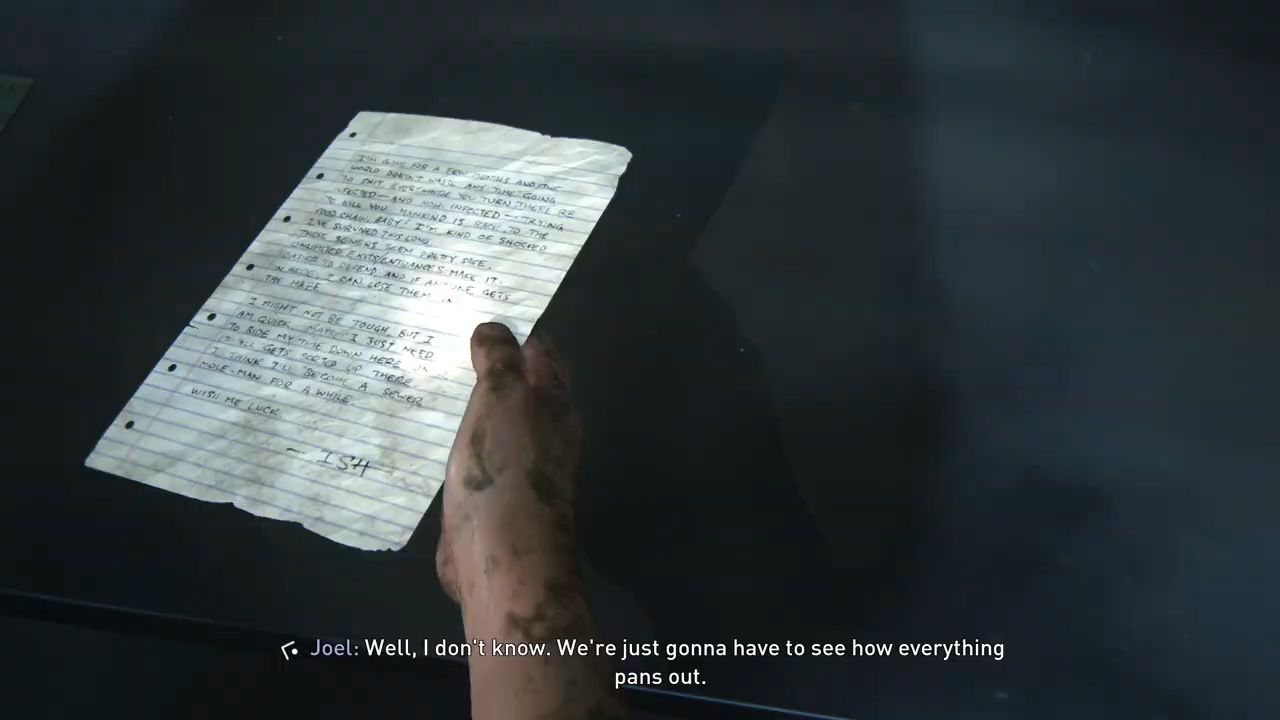 I'M GONE FOR A FEW MONTHS AND THE
WORLD DOESN'T WASTE ANY TIME GOING
TO SHIT. EVERYWHERE YOU TURN THERE'RE
INFECTED — AND NON-INFECTED — TRYING
TO KILL YOU. MANKIND IS BACK TO THE
FOOD CHAIN, BABY! I'M KIND OF SHOCKED
I'VE SURVIVED THIS LONG.
THESE SEWERS SEEM PRETTY SAFE.
EXITS/ENTRANCES MAKE IT
EASIER TO DEFEND, AND IF ANYONE GETS
IN HERE, I CAN LOSE THEM IN
THE MAZE
I MIGHT NOT BE TOUGH, BUT I
AM QUICK. MAYBE I JUST NEED
TO BIDE MY TIME DOWN HERE
IT ALL GETS SORTED UP THERE.
I THINK I'LL BECOME A SEWER
MOLE-MAN FOR A WHILE.
WISH ME LUCK
— ISH
Joel: Well, I don't know. We're just gonna have to see how everything
pans out.